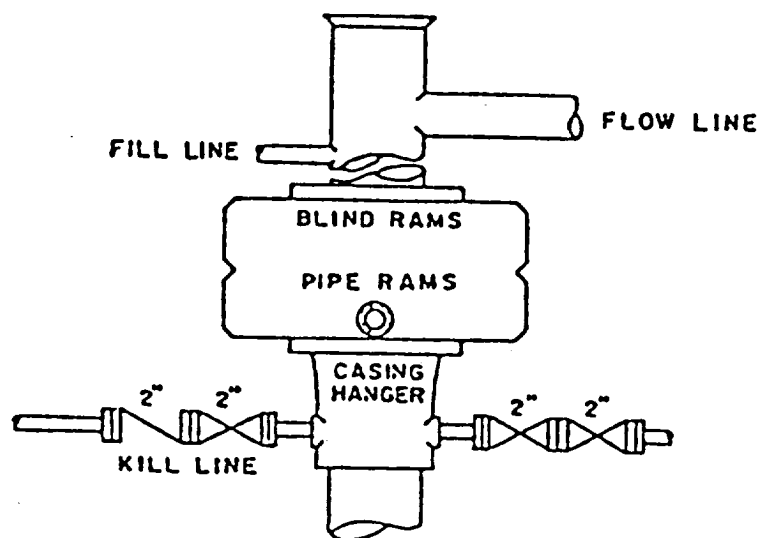 FLOW LINE
FILL LINE
BLIND RAMS
PIPE RAMS
CASING
HANGER
2" 2"
2" 2"
KILL LINE